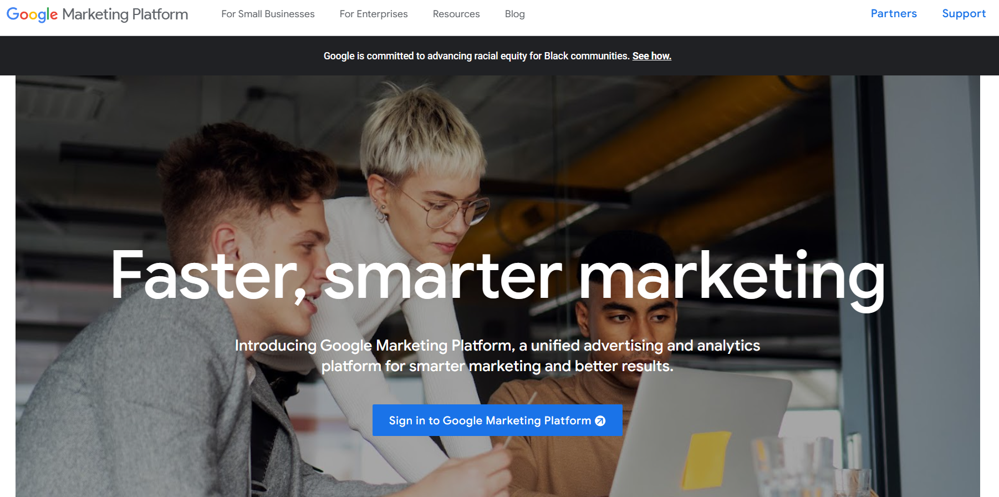 Google Marketing Platform
For Small Businesses
For Enterprises
Resources
Blog
Partners
Support
Google is committed to advancing racial equity for Black communities. See how.
Faster, smarter marketing
Introducing Google Marketing Platform, a unified advertising and analytics
platform for smarter marketing and better results.
Sign in to Google Marketing Platform